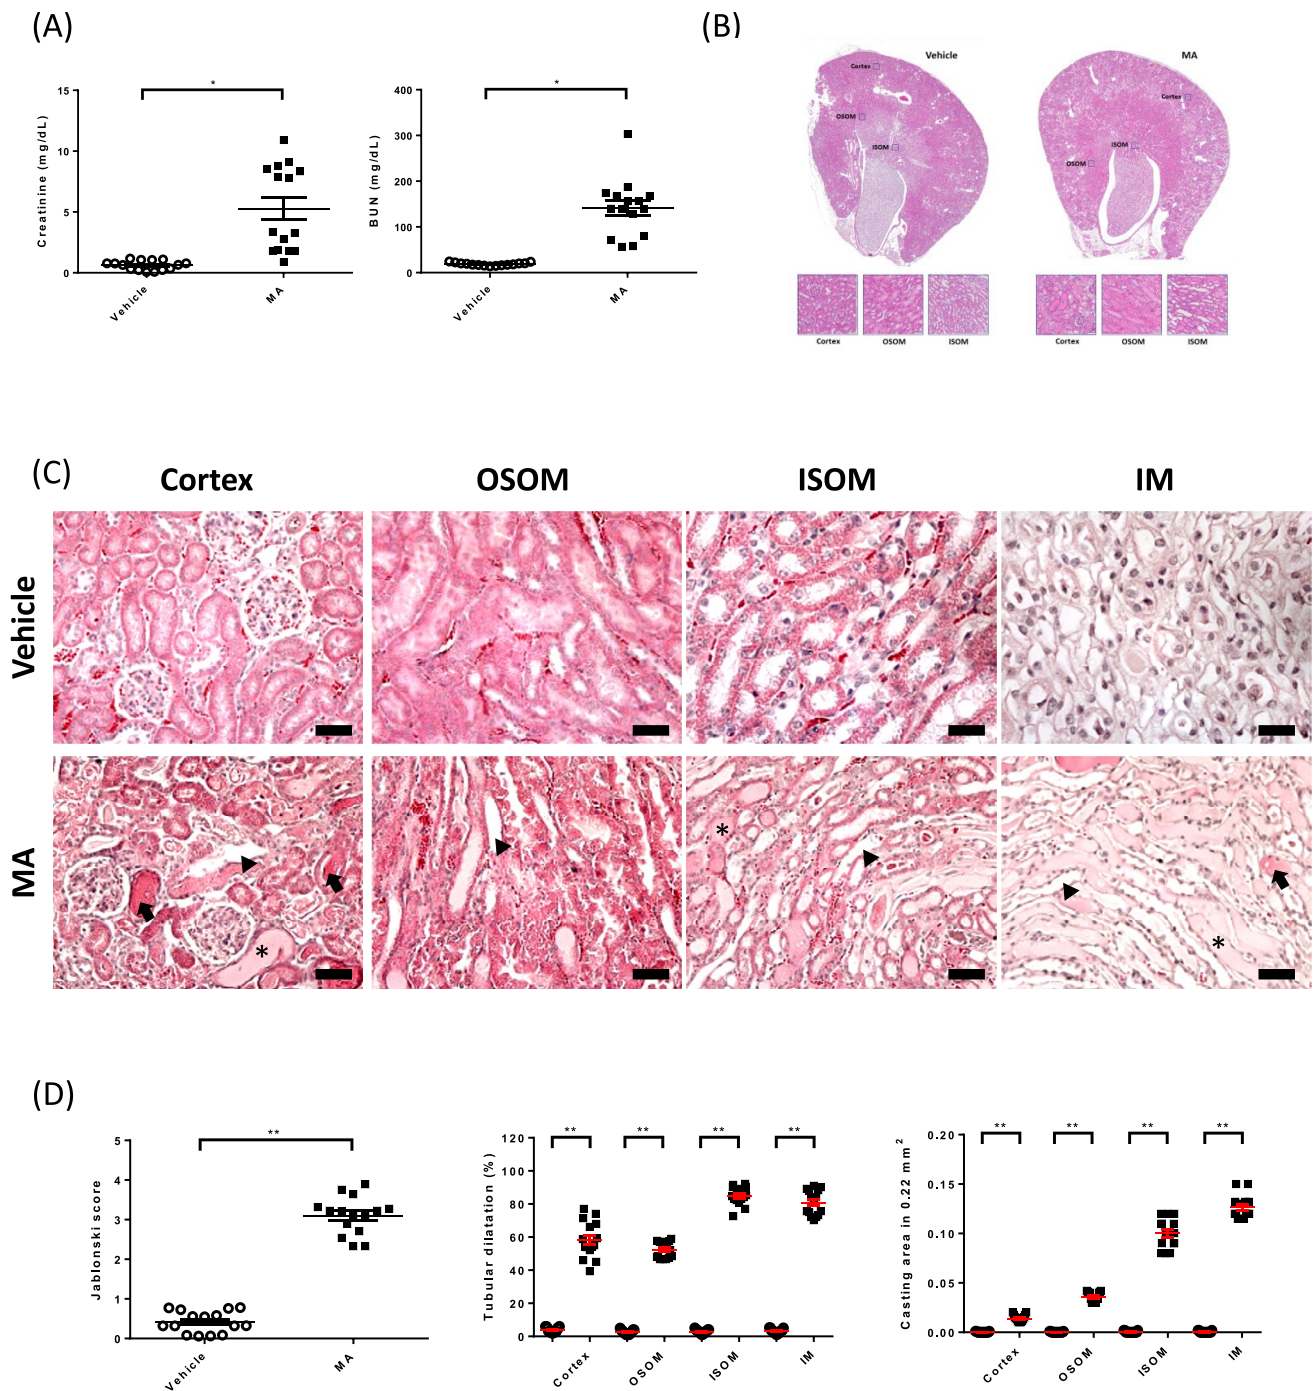 (A)
*
15
10
5
0
Creatinine (mg/dL)
Vehicle
MA
*
400
300
200
100
0
BUN (mg/dL)
Vehicle
MA
(B)
Vehicle
Cortex
OSOM
ISOM
Cortex
OSOM
ISOM
MA
Cortex
ISOM
OSOM
Cortex
OSOM
ISOM
(C)
Cortex
OSOM
ISOM
IM
Vehicle
MA
*
*
*
(D)
**
5
4
3
2
1
0
Jablonski score
Vehicle
MA
** ** ** **
120
100
80
60
40
20
0
Tubular dilatation (%)
Cortex
OSOM
ISOM
IM
** ** ** **
0.20
0.15
0.10
0.05
0.00
Casting area in 0.22 mm²
Cortex
OSOM
ISOM
IM